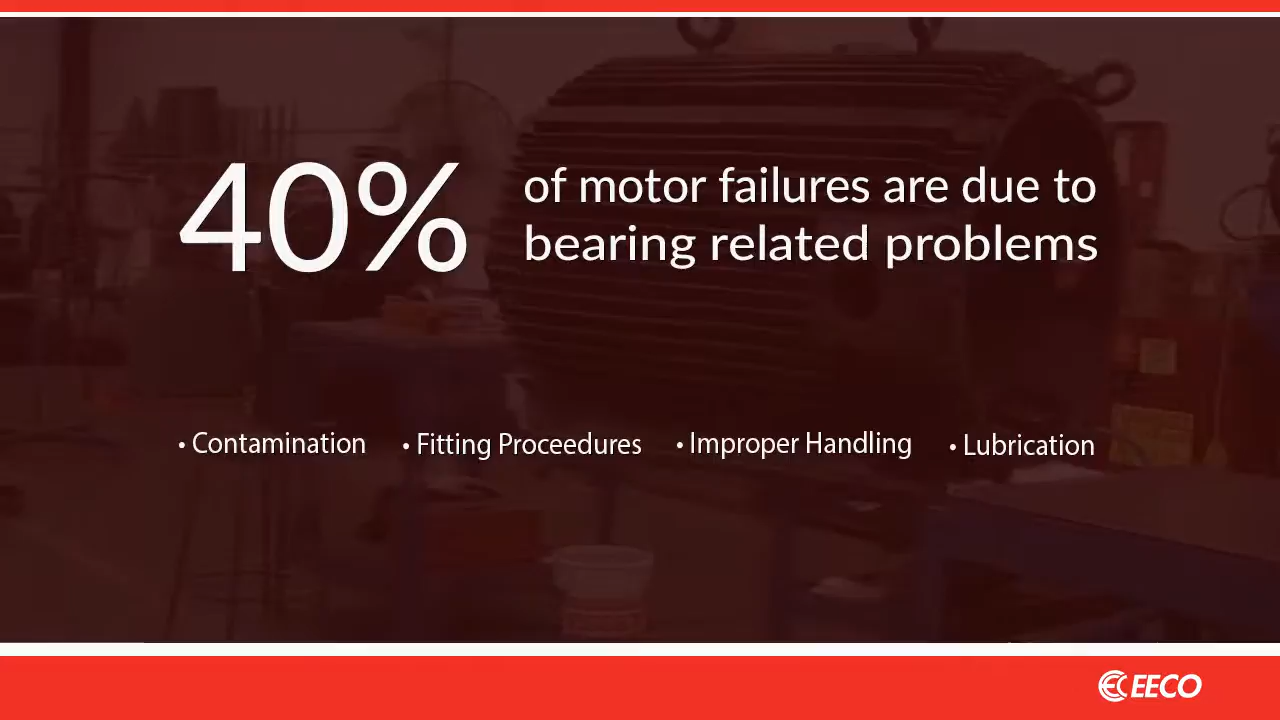 40%
of motor failures are due to
bearing related problems
• Contamination
• Fitting Proceedures
• Improper Handling
• Lubrication
EECO